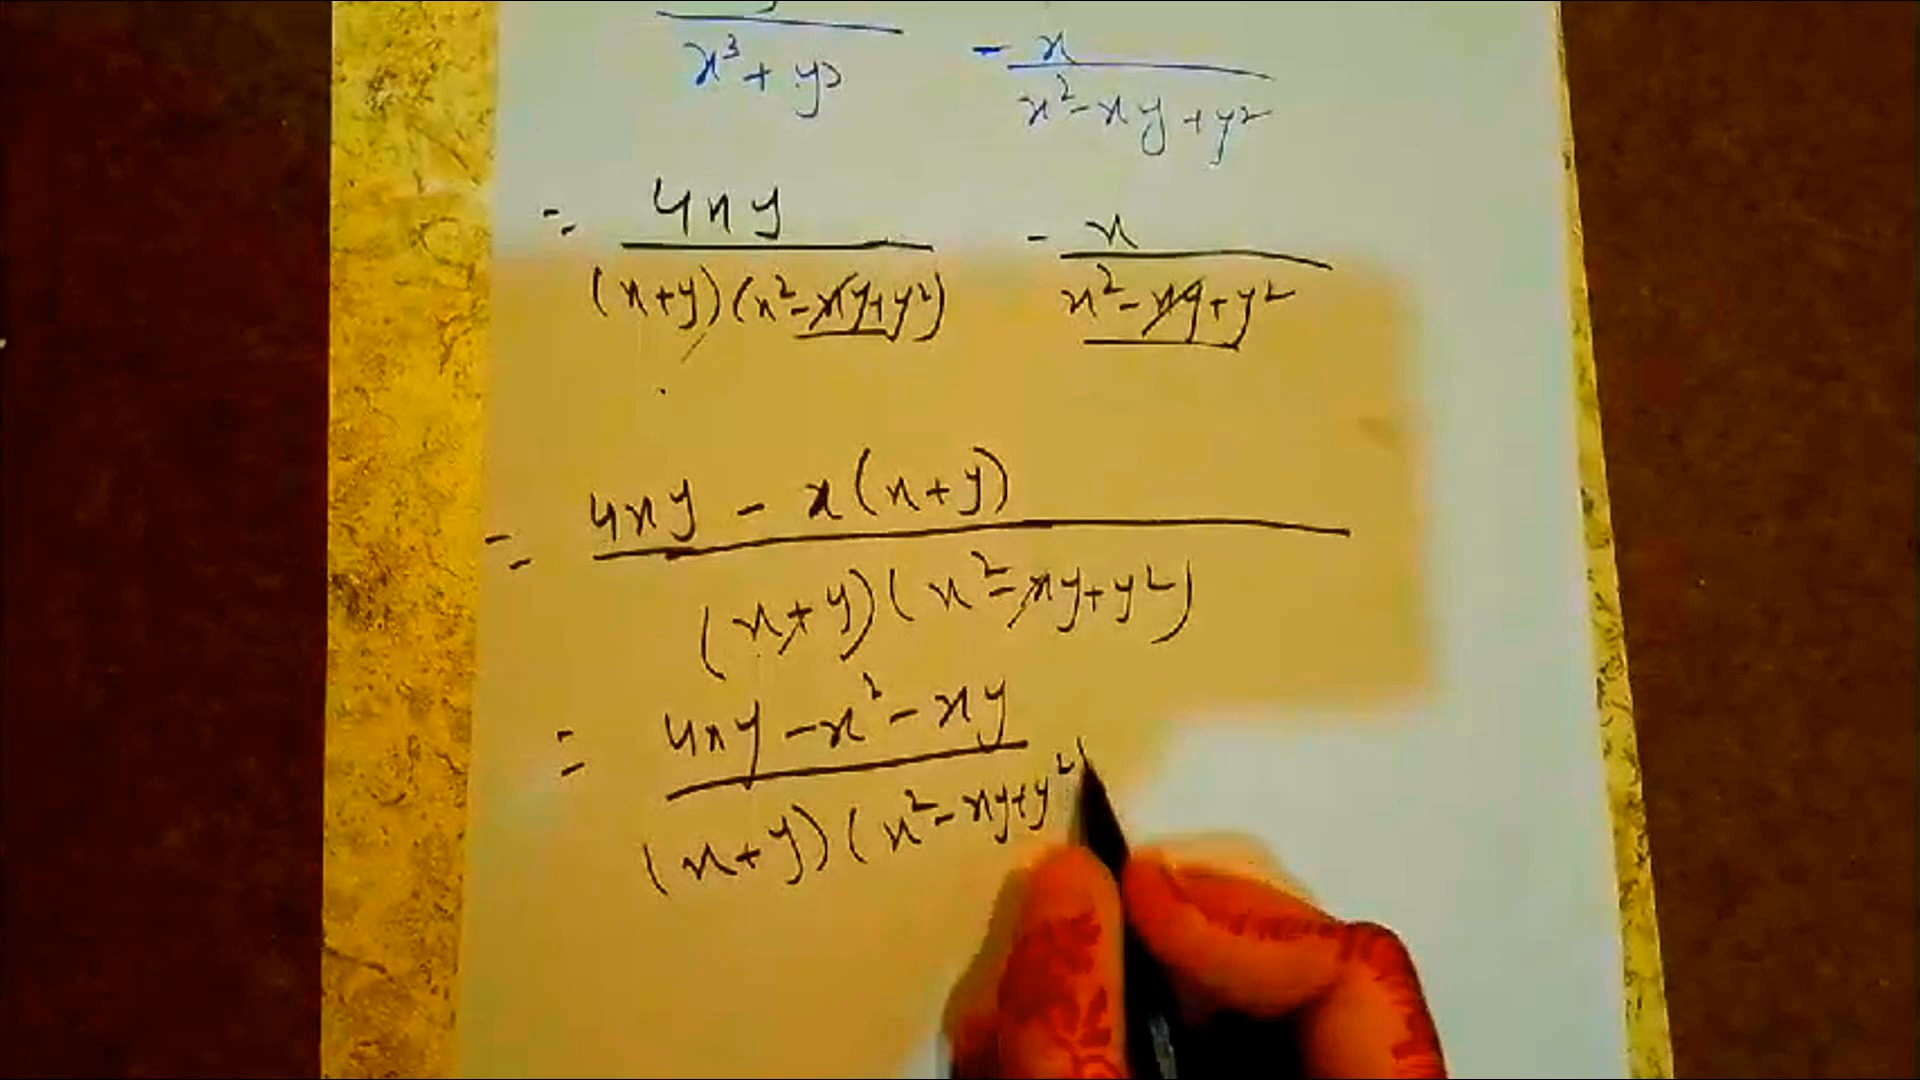 x³ + y³ - x / x² - xy + y²
= 4xy / (x+y)(x² - xy + y²) - x / x² - xy + y²
= 4xy - x(x+y) / (x+y)(x² - xy + y²)
= 4xy - x² - xy / (x+y)(x² - xy + y²)